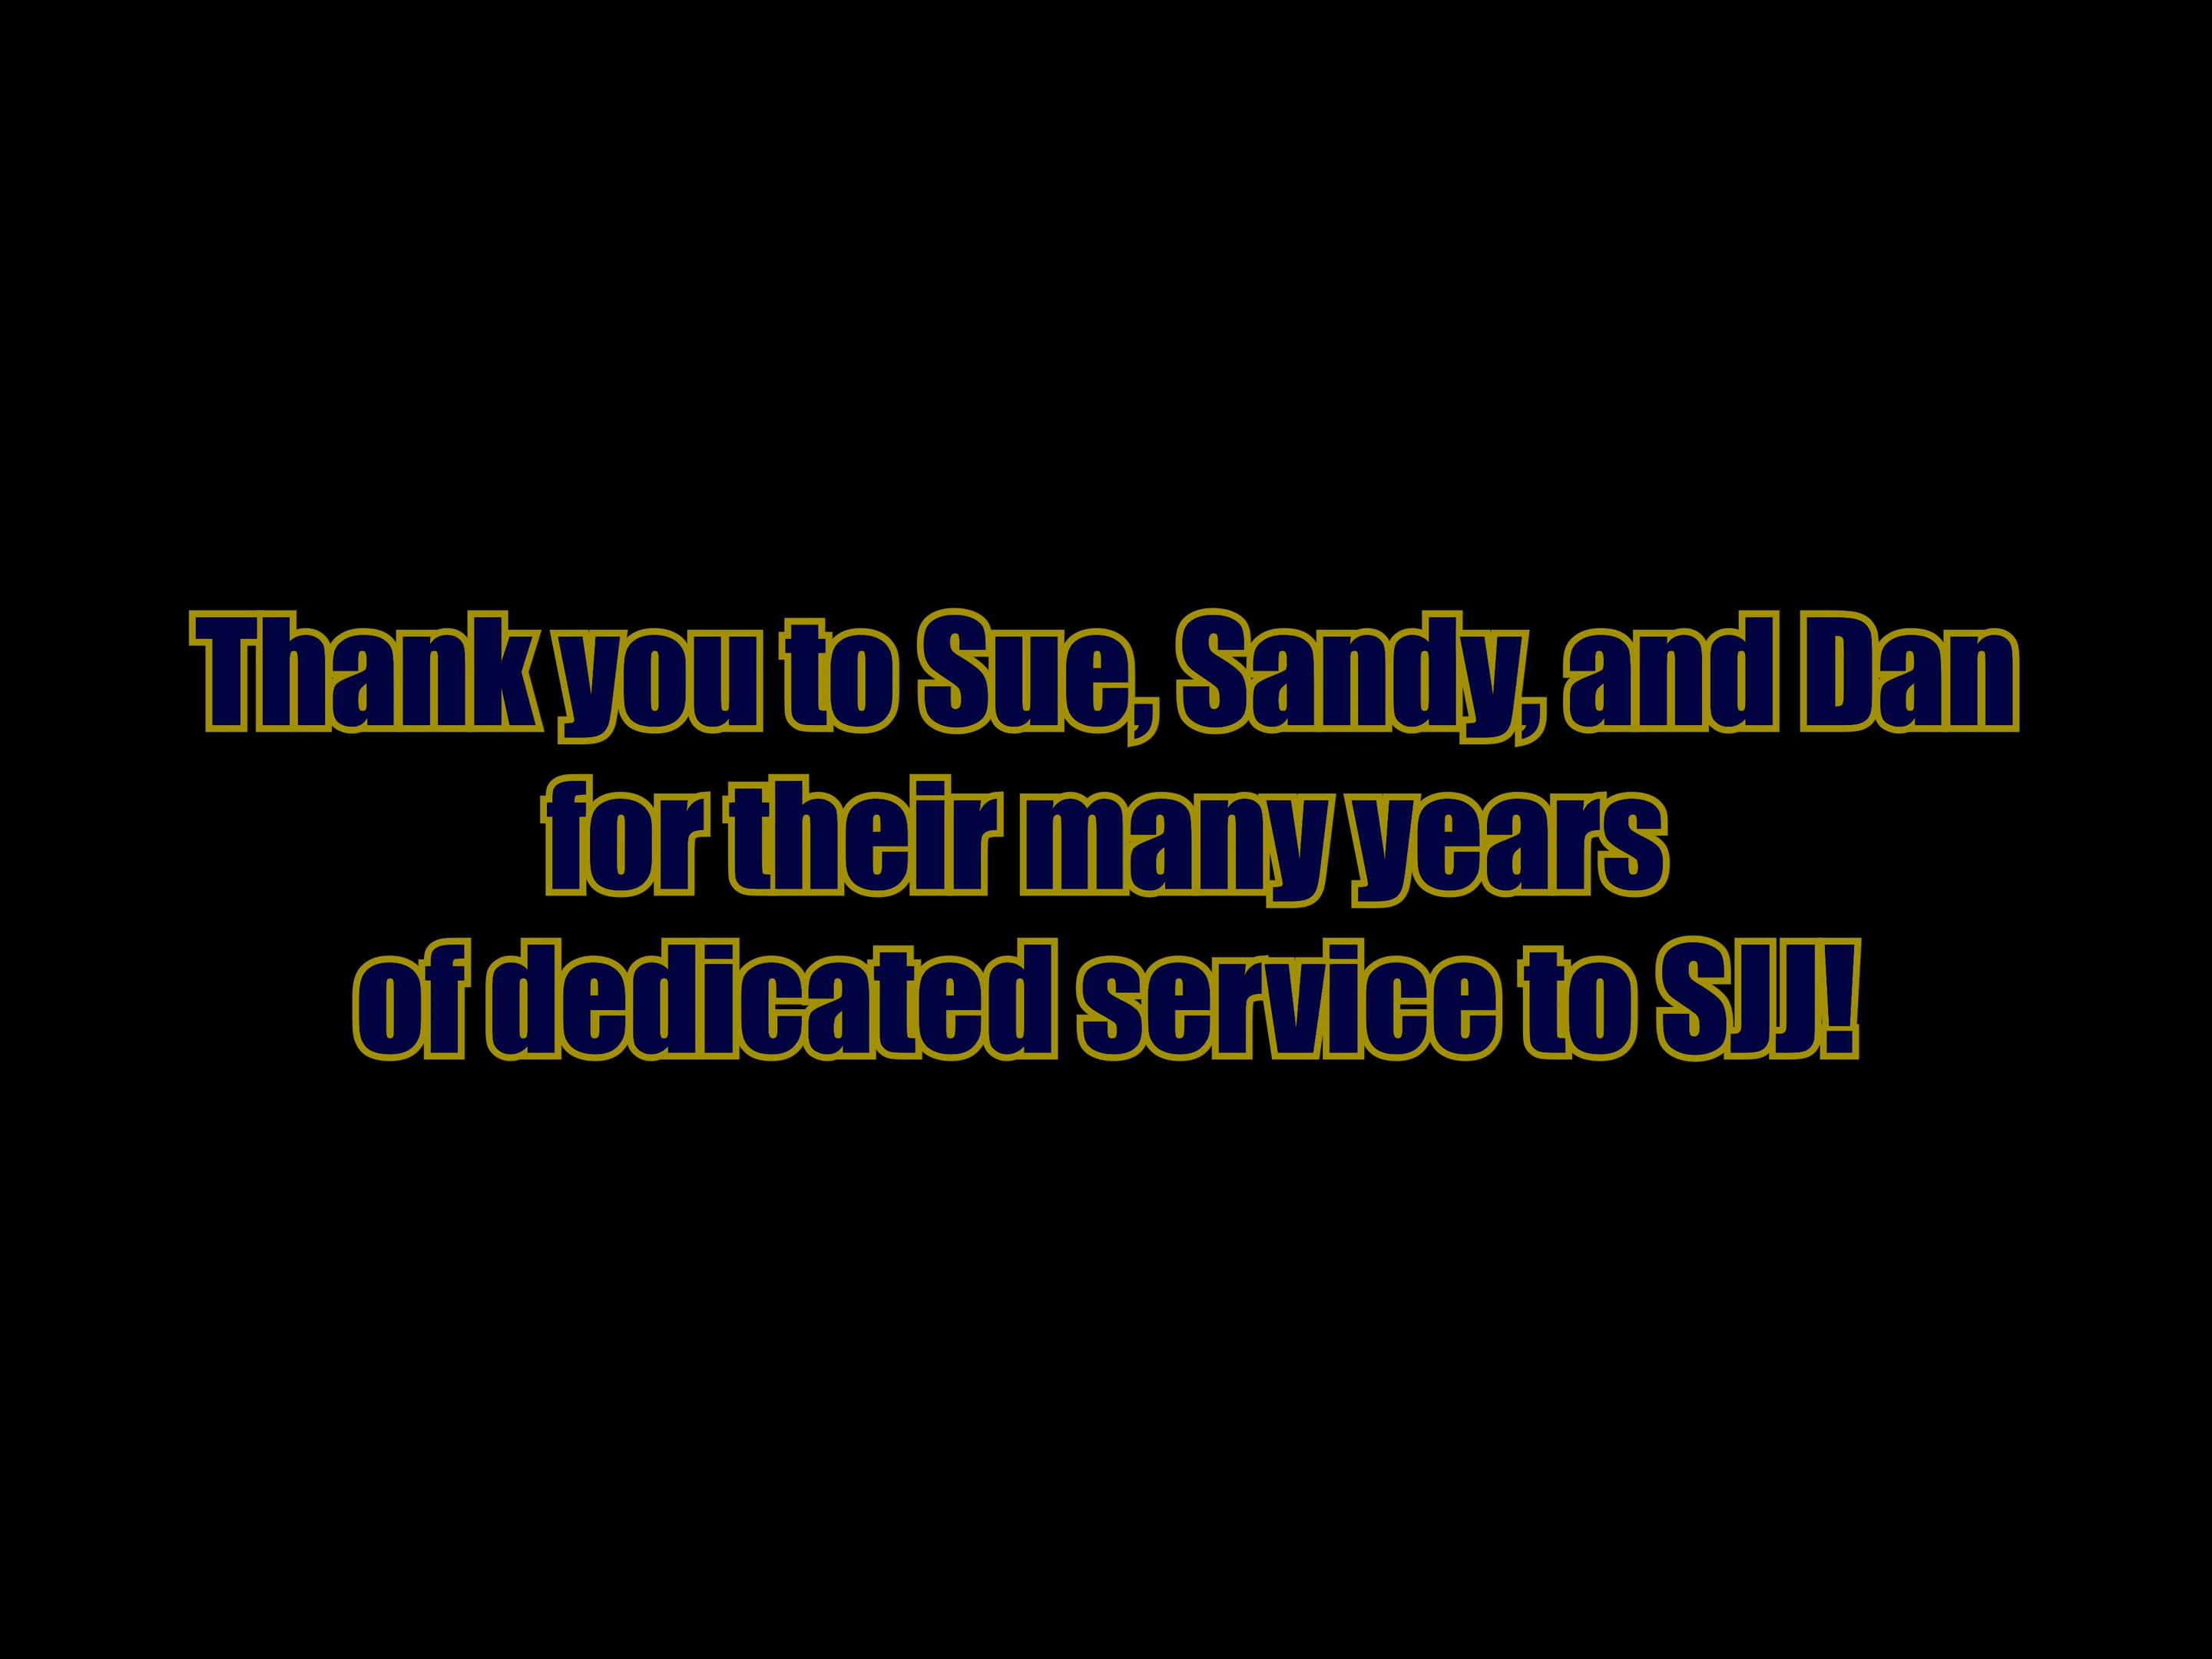 Thank you to Sue, Sandy, and Dan
for their many years
of dedicated service to SJJ!